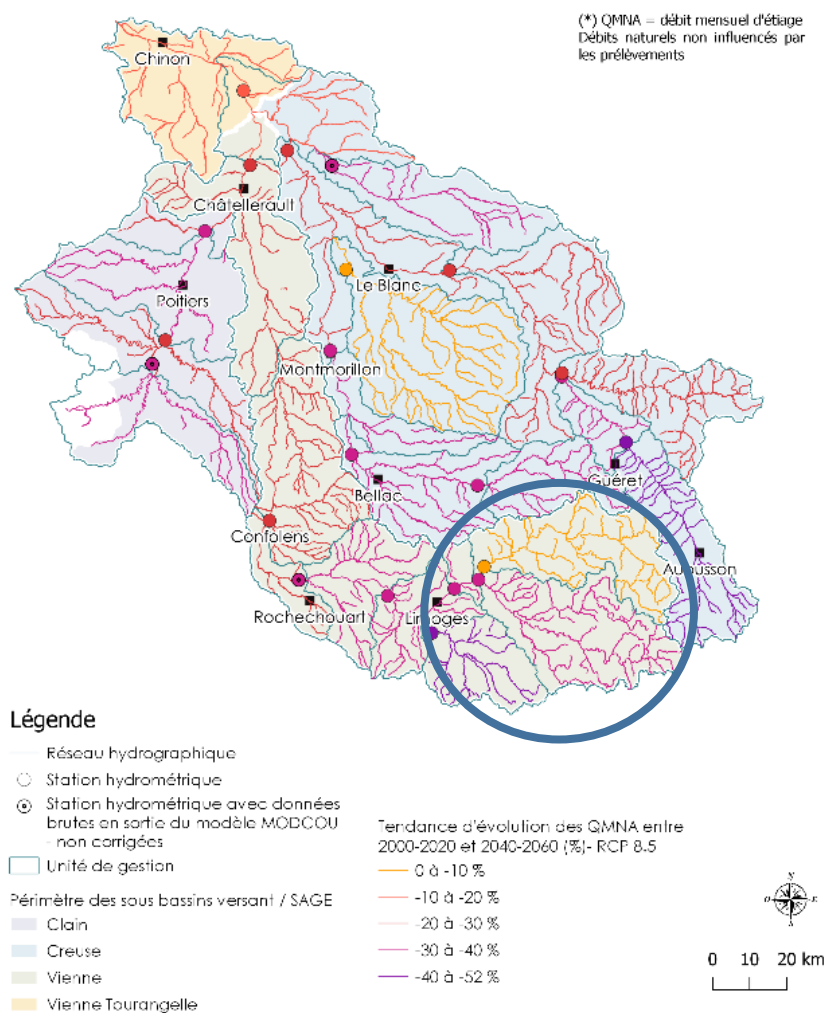 (*) QMNA = débit mensuel d'étiage
Débits naturels non influencés par
les prélèvements
Chinon
Châtellerault
Le Blanc
Poitiers
Montmorillon
Guéret
Bellac
Confolens
Aubusson
Rochechouart
Limoges
Légende
Réseau hydrographique
Station hydrométrique
Station hydrométrique avec données
brutes en sortie du modèle MODCOU
- non corrigées
Unité de gestion
Périmètre des sous bassins versant / SAGE
Clain
Creuse
Vienne
Vienne Tourangelle
Tendance d'évolution des QMNA entre
2000-2020 et 2040-2060 (%)- RCP 8.5
0 à -10 %
-10 à -20 %
-20 à -30 %
-30 à -40 %
-40 à -52 %
N
O E
S
0 10 20 km